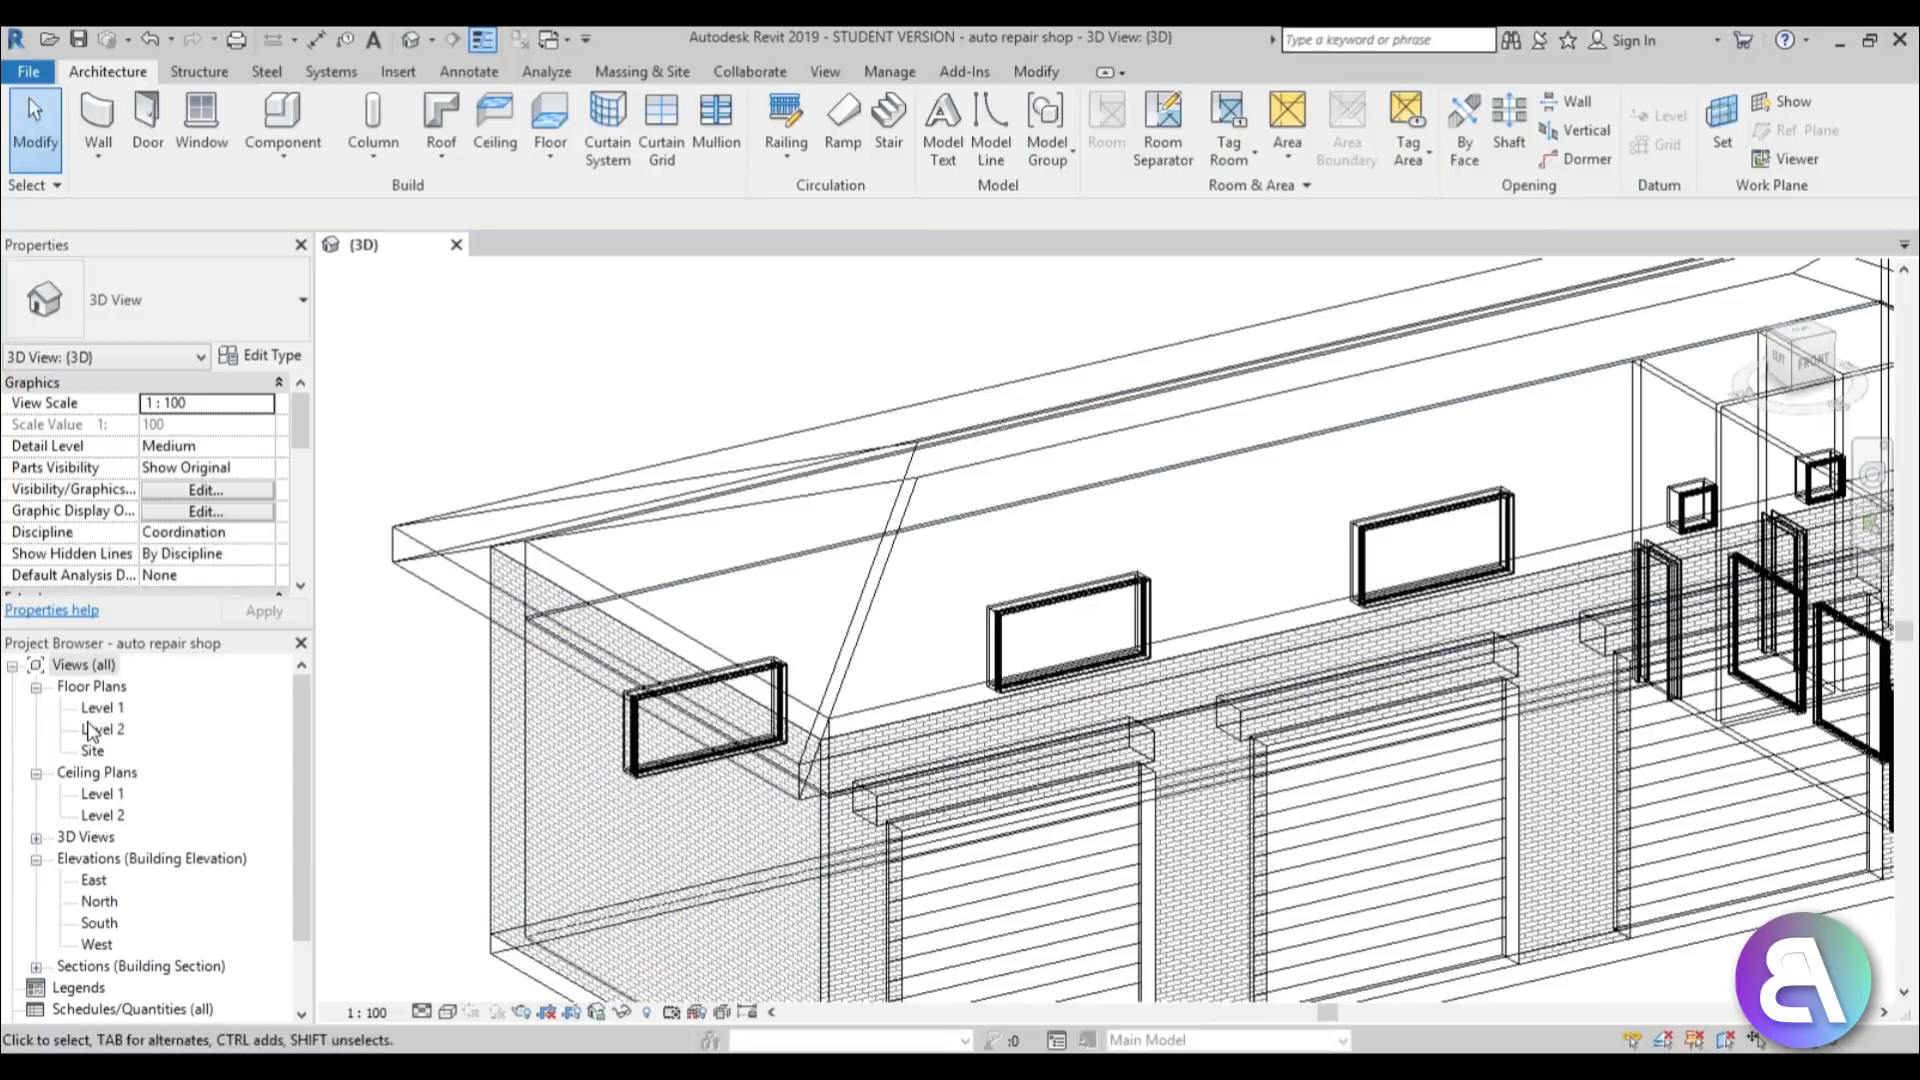 Autodesk Revit 2019 - STUDENT VERSION - auto repair shop - 3D View: {3D}
Type a keyword or phrase
Sign In
File Architecture Structure Steel Systems Insert Annotate Analyze Massing & Site Collaborate View Manage Add-Ins Modify
Modify Wall Door Window Component Column Roof Ceiling Floor Curtain System Curtain Grid Mullion Railing Ramp Stair Model Text Model Line Model Group Room Room Separator Tag Room Area Area Boundary Tag Area By Face Shaft Wall Vertical Dormer Level Grid Set Show Ref Plane Viewer
Select Build Circulation Model Room & Area Opening Datum Work Plane
Properties
{3D}
3D View
3D View: {3D} Edit Type
Graphics
View Scale 1 : 100
Scale Value 1: 100
Detail Level Medium
Parts Visibility Show Original
Visibility/Graphics... Edit...
Graphic Display O... Edit...
Discipline Coordination
Show Hidden Lines By Discipline
Default Analysis D... None
Properties help Apply
Project Browser - auto repair shop
Views (all)
Floor Plans
Level 1
Level 2
Site
Ceiling Plans
Level 1
Level 2
3D Views
Elevations (Building Elevation)
East
North
South
West
Sections (Building Section)
Legends
Schedules/Quantities (all)
FRONT
1 : 100
Click to select, TAB for alternates, CTRL adds, SHIFT unselects.
:0
Main Model